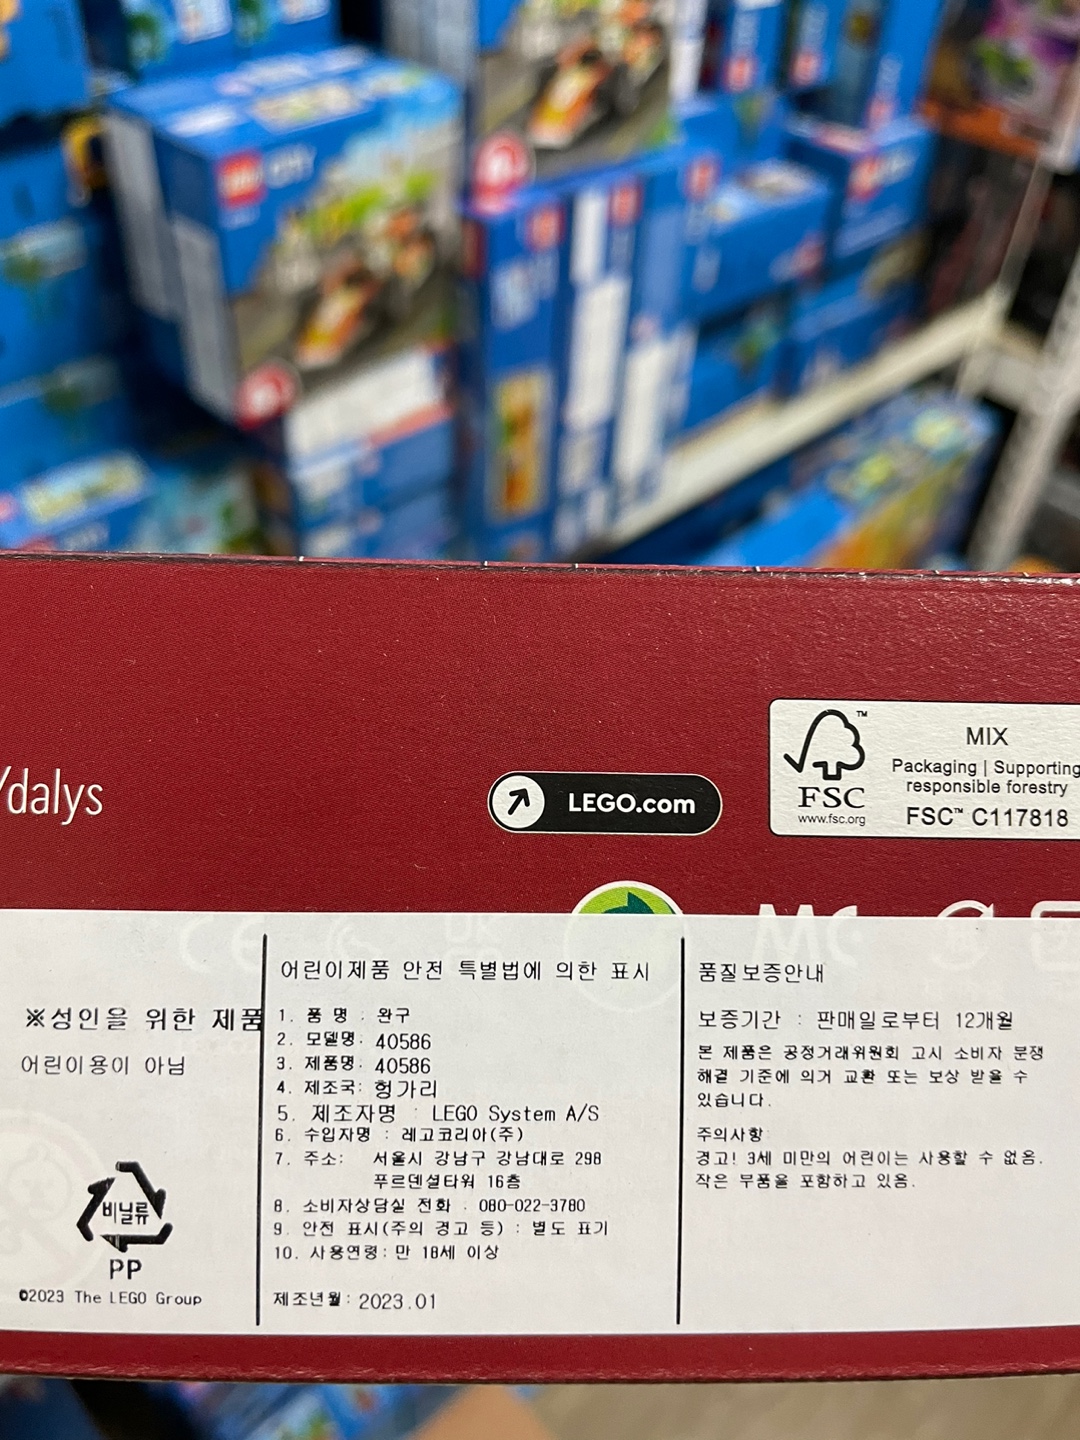 CITY
/dalys
LEGO.com
FSC
www.fsc.org
MIX
Packaging | Supporting
responsible forestry
FSC™ C117818
※성인을 위한 제품
어린이용이 아님
비닐류
PP
©2023 The LEGO Group
어린이제품 안전 특별법에 의한 표시
1. 품 명 : 완구
2. 모델명: 40586
3. 제품명: 40586
4. 제조국: 헝가리
5. 제조자명 : LEGO System A/S
6. 수입자명 : 레고코리아(주)
7. 주소: 서울시 강남구 강남대로 298
푸르덴셜타워 16층
8. 소비자상담실 전화 : 080-022-3780
9. 안전 표시(주의 경고 등) : 별도 표기
10. 사용연령: 만 18세 이상
제조년월: 2023.01
품질보증안내
보증기간 : 판매일로부터 12개월
본 제품은 공정거래위원회 고시 소비자 분쟁
해결 기준에 의거 교환 또는 보상 받을 수
있습니다.
주의사항
경고! 3세 미만의 어린이는 사용할 수 없음.
작은 부품을 포함하고 있음.